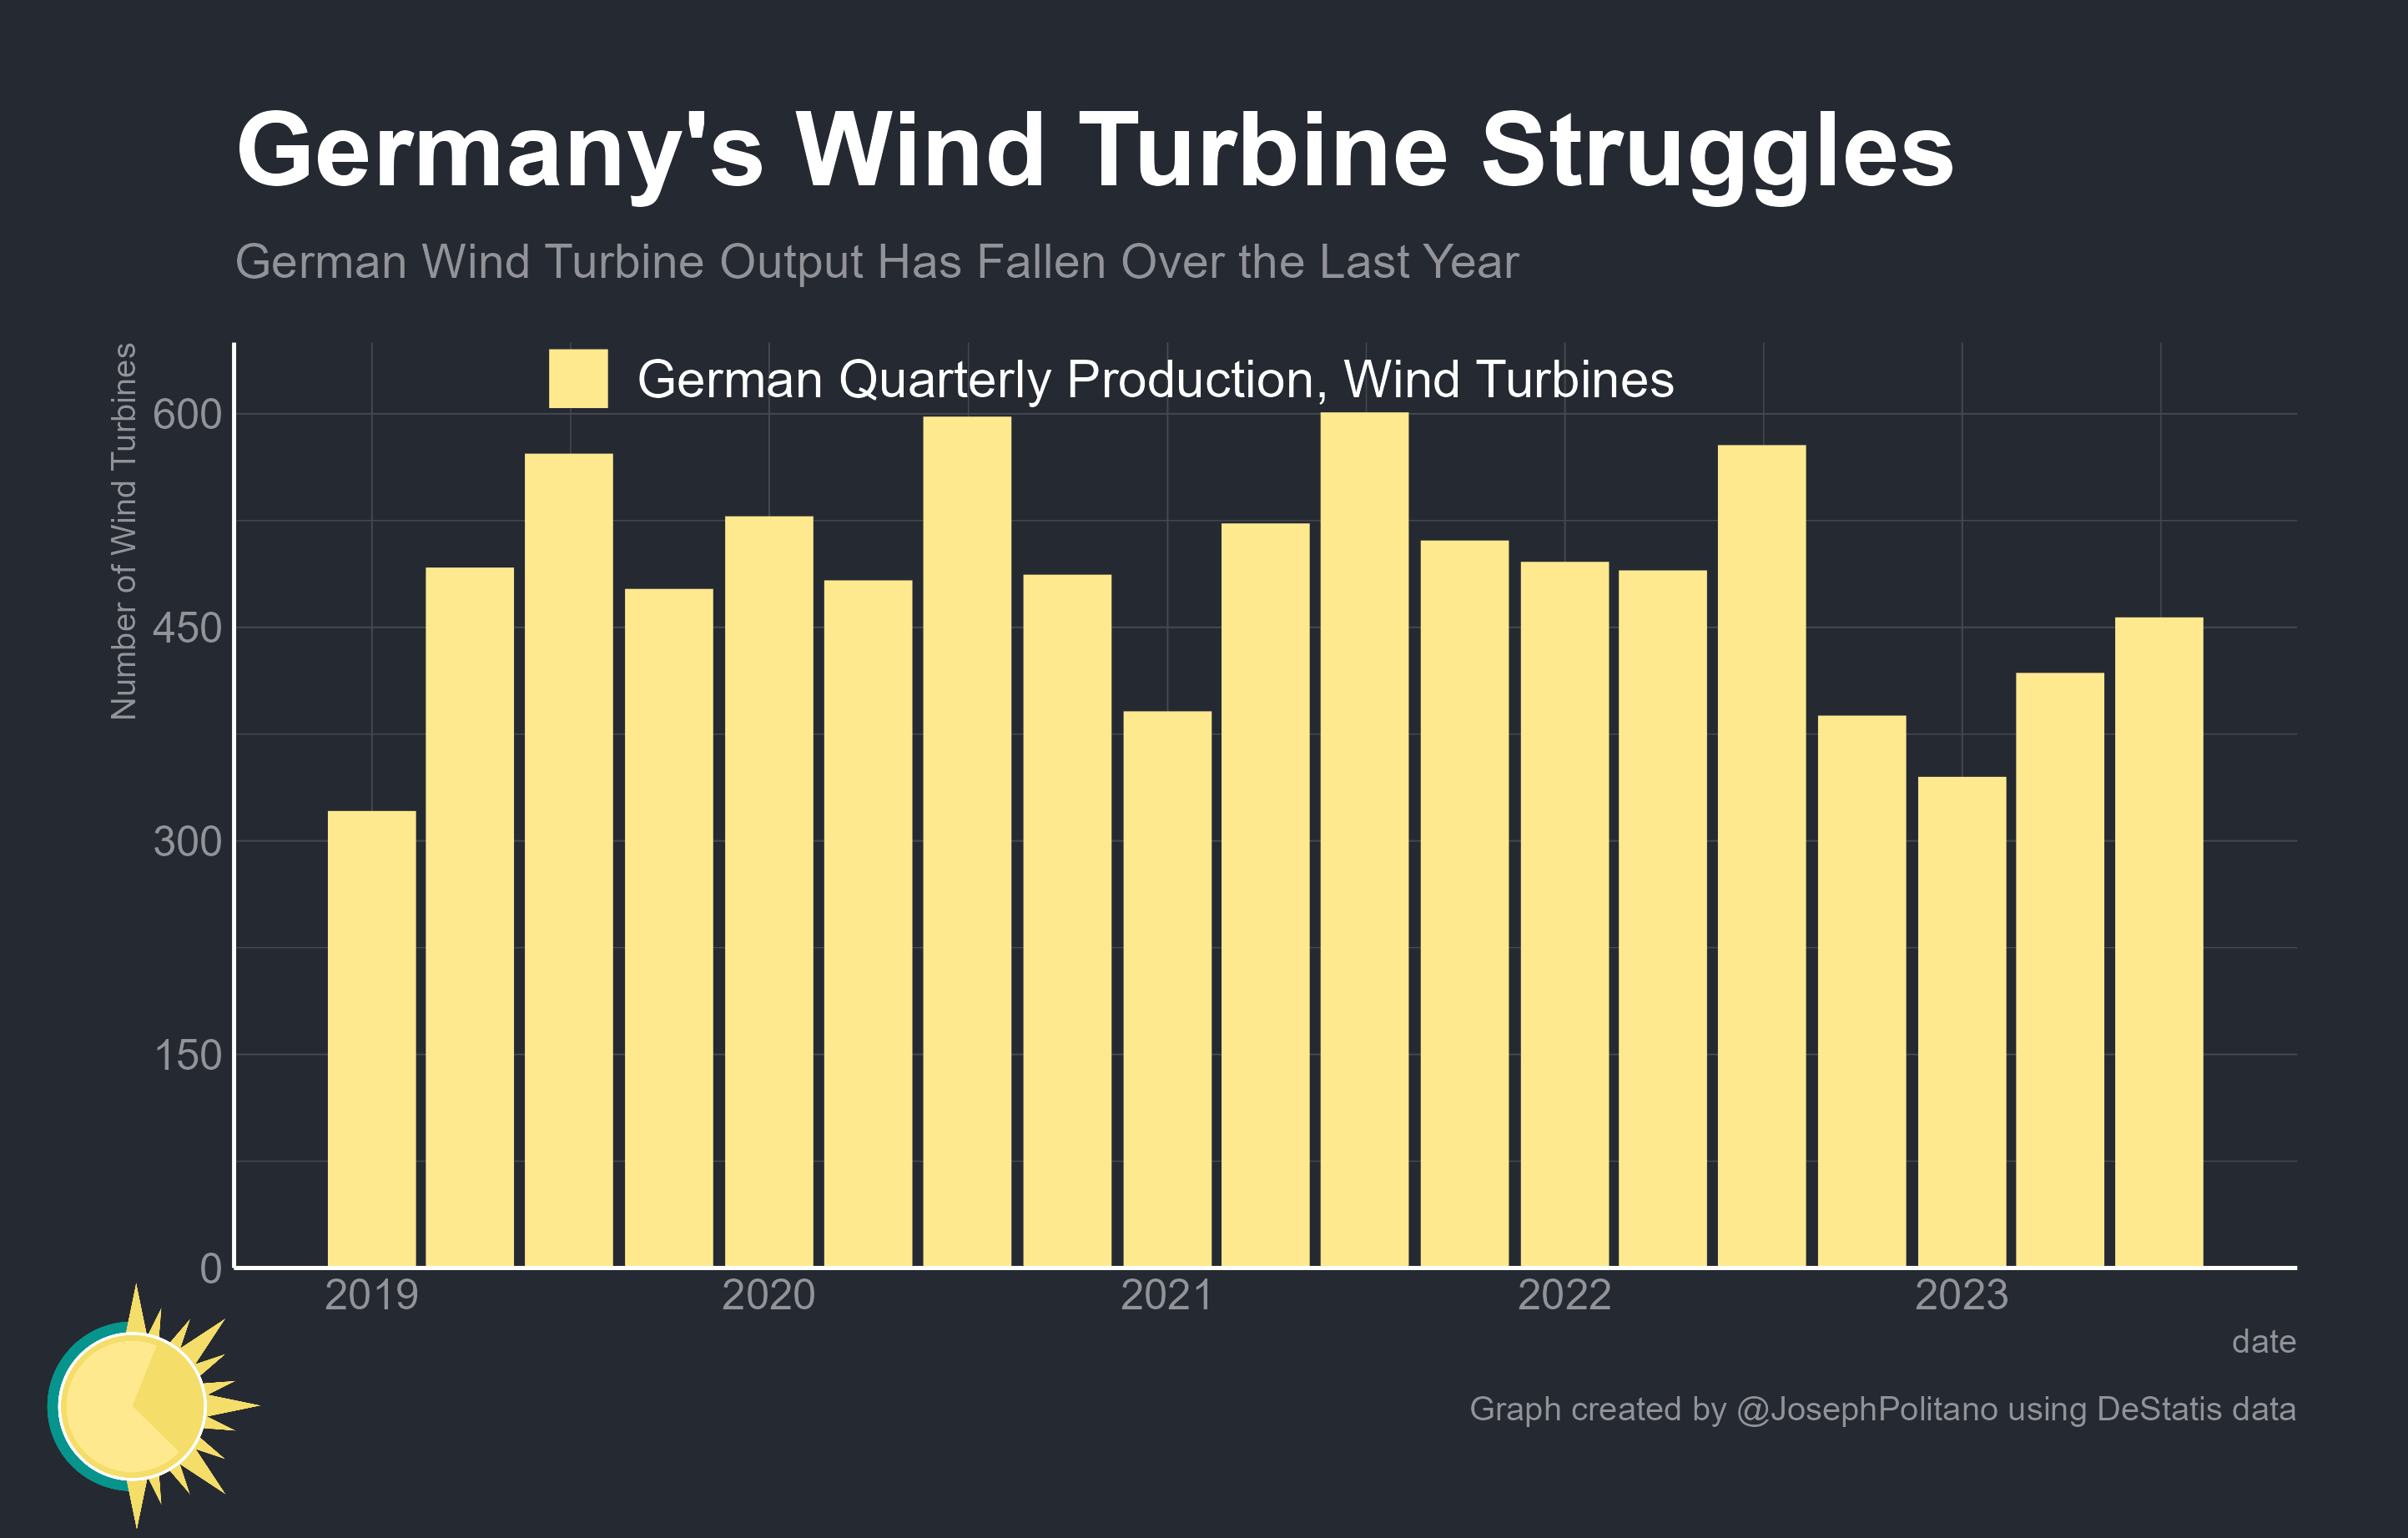 Germany's Wind Turbine Struggles
German Wind Turbine Output Has Fallen Over the Last Year
German Quarterly Production, Wind Turbines
Number of Wind Turbines
600
450
300
150
0
2019
2020
2021
2022
2023
date
Graph created by @JosephPolitano using DeStatis data